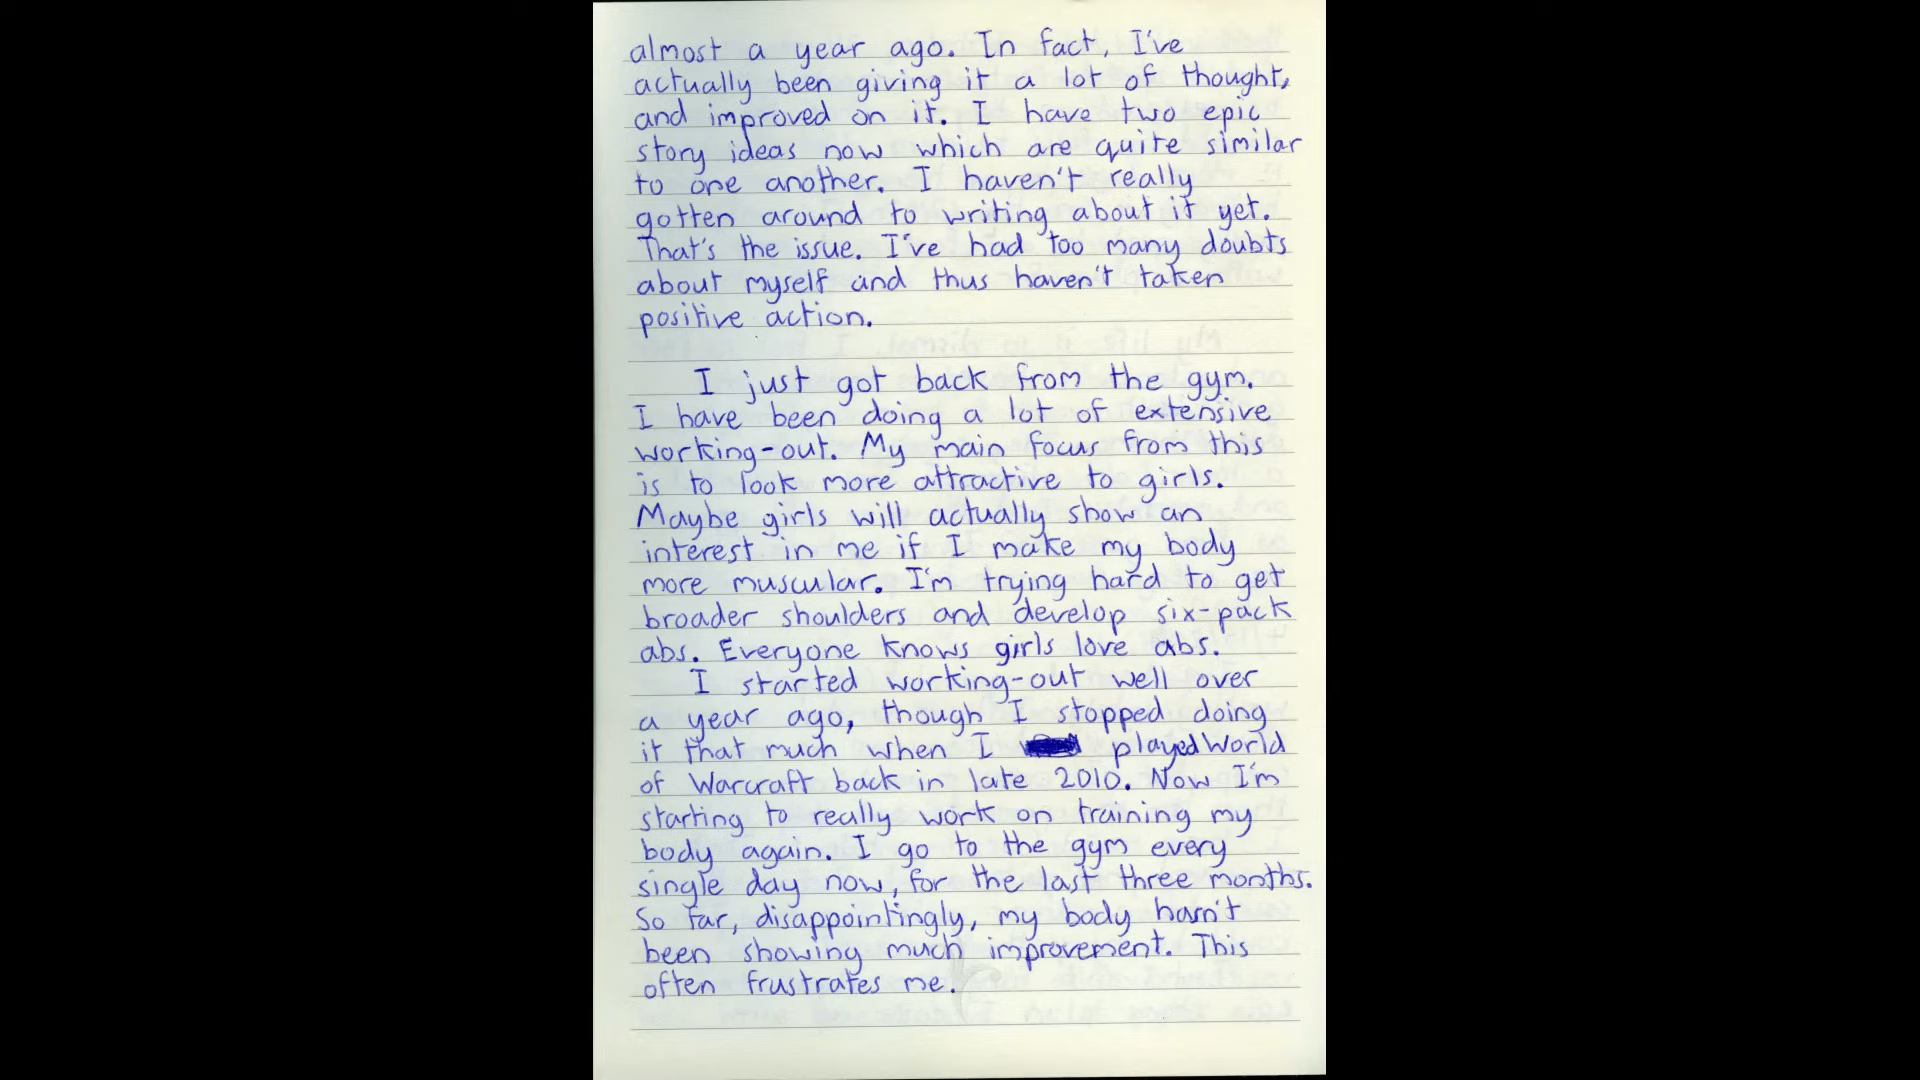 almost a year ago. In fact, I've
actually been giving it a lot of thought,
and improved on it. I have two epic
story ideas now which are quite similar
to one another. I haven't really
gotten around to writing about it yet.
That's the issue. I've had too many doubts
about myself and thus haven't taken
positive action.
I just got back from the gym.
I have been doing a lot of extensive
working-out. My main focus from this
is to look more attractive to girls.
Maybe girls will actually show an
interest in me if I make my body
more muscular. I'm trying hard to get
broader shoulders and develop six-pack
abs. Everyone knows girls love abs.
I started working-out well over
a year ago, though I stopped doing
it that much when I played World
of Warcraft back in late 2010. Now I'm
starting to really work on training my
body again. I go to the gym every
single day now, for the last three months.
So far, disappointingly, my body hasn't
been showing much improvement. This
often frustrates me.